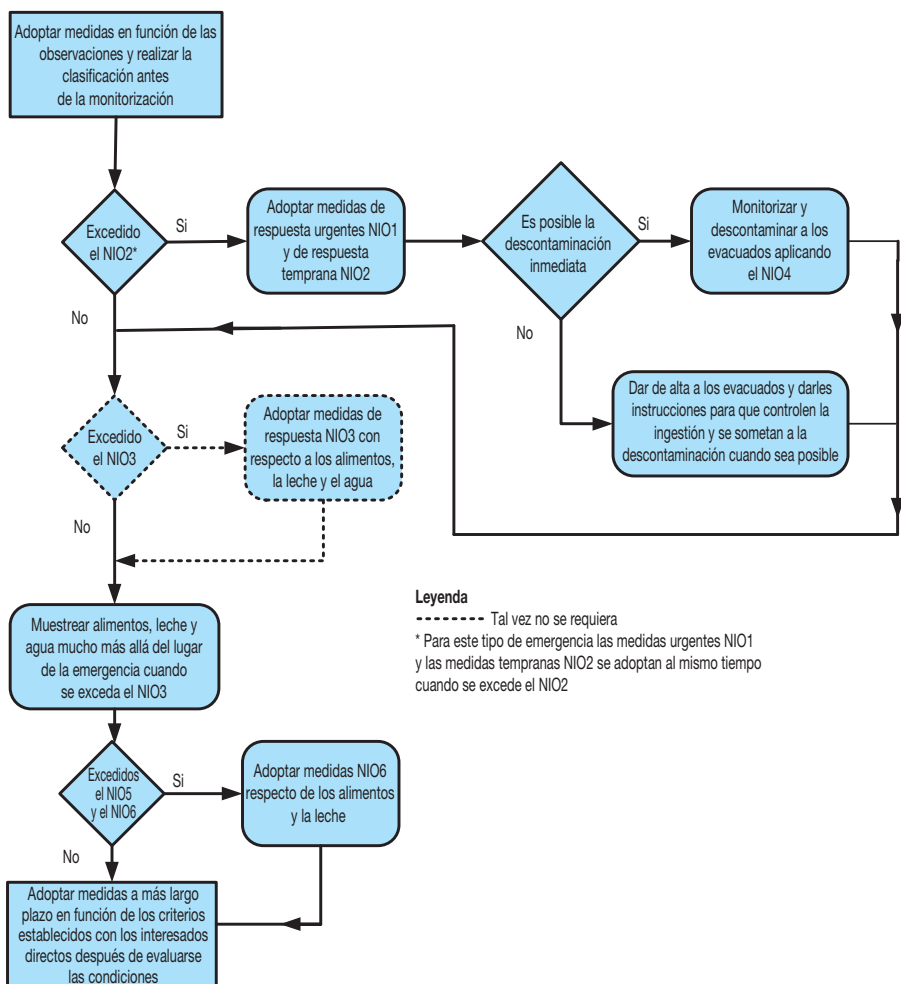 Adoptar medidas en función de las
observaciones y realizar la
clasificación antes
de la monitorización
Excedido
el NIO2*
Si
No
Adoptar medidas de
respuesta urgentes NIO1
y de respuesta
temprana NIO2
Es posible la
descontaminación
inmediata
Si
No
Monitorizar y
descontaminar a los
evacuados aplicando
el NIO4
Dar de alta a los evacuados y darles
instrucciones para que controlen la
ingestión y se sometan a la
descontaminación cuando sea posible
Excedido
el NIO3
Si
No
Adoptar medidas de
respuesta NIO3 con
respecto a los alimentos,
la leche y el agua
Muestrear alimentos, leche y
agua mucho más allá del lugar
de la emergencia cuando
se exceda el NIO3
Leyenda
Tal vez no se requiera
* Para este tipo de emergencia las medidas urgentes NIO1
y las medidas tempranas NIO2 se adoptan al mismo tiempo
cuando se excede el NIO2
Excedidos
el NIO5
y el NIO6
Si
No
Adoptar medidas NIO6
respecto de los alimentos
y la leche
Adoptar medidas a más largo
plazo en función de los criterios
establecidos con los interesados
directos después de evaluarse
las condiciones